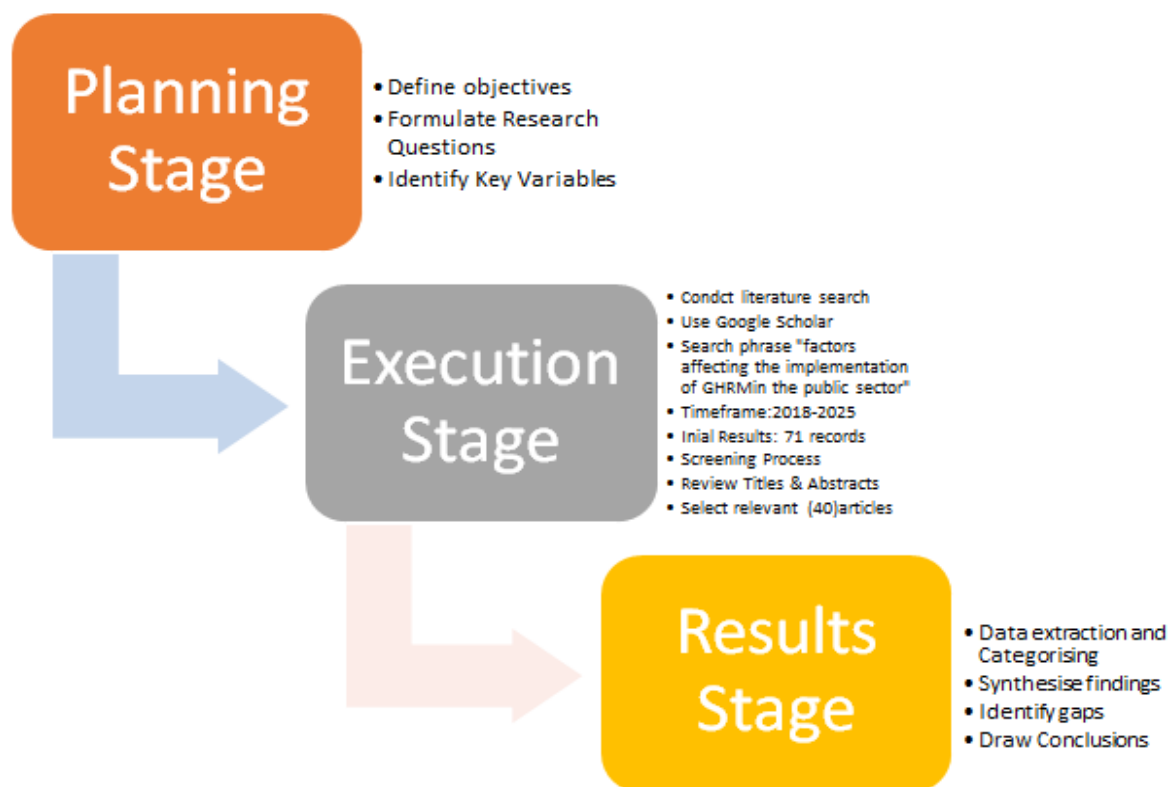 Planning
Stage
• Define objectives
• Formulate Research
Questions
• Identify Key Variables
Execution
Stage
• Condct literature search
• Use Google Scholar
• Search phrase "factors
affecting the implementation
of GHRMin the public sector"
• Timeframe:2018-2025
• Inial Results: 71 records
• Screening Process
• Review Titles & Abstracts
• Select relevant (40)articles
Results
Stage
• Data extraction and
Categorising
• Synthesise findings
• Identify gaps
• Draw Conclusions